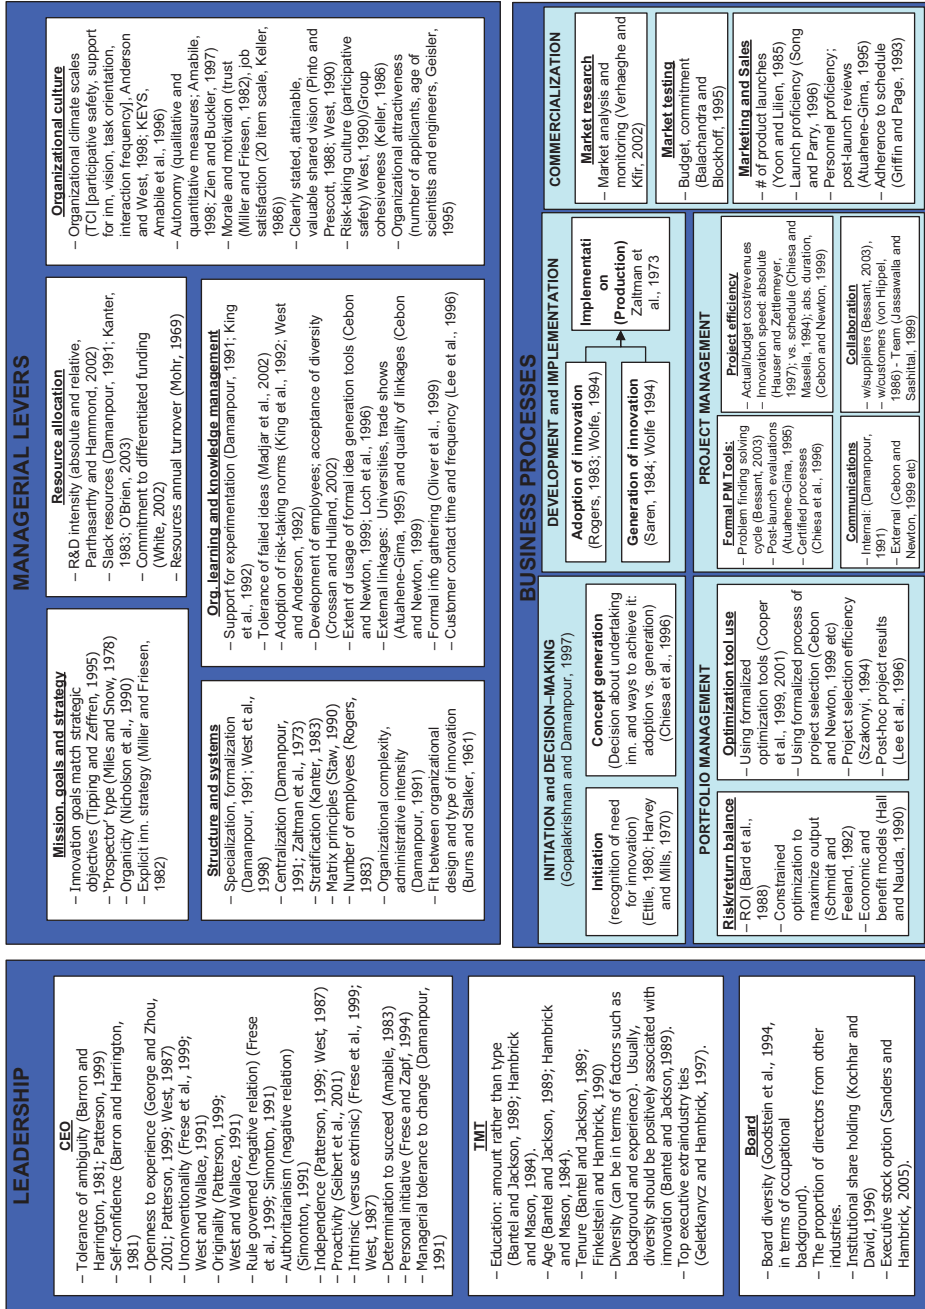 LEADERSHIP
CEO
– Tolerance of ambiguity (Barron and
Harrington, 1981; Patterson, 1999)
– Self-confidence (Barron and Harrington,
1981)
– Openness to experience (George and Zhou,
2001; Patterson, 1999; West, 1987)
– Unconventionality (Frese et al., 1999;
West and Wallace, 1991)
– Originality (Patterson, 1999;
West and Wallace, 1991)
– Rule governed (negative relation) (Frese
et al., 1999; Simonton, 1991)
– Authoritarianism (negative relation)
(Simonton, 1991)
– Independence (Patterson, 1999; West, 1987)
– Proactivity (Seibert et al., 2001)
– Intrinsic (versus extrinsic) (Frese et al., 1999;
West, 1987)
– Determination to succeed (Amabile, 1983)
– Personal initiative (Frese and Zapf, 1994)
– Managerial tolerance to change (Damanpour,
1991)
TMT
– Education: amount rather than type
(Bantel and Jackson, 1989; Hambrick
and Mason, 1984).
– Age (Bantel and Jackson, 1989; Hambrick
and Mason, 1984).
– Tenure (Bantel and Jackson, 1989;
Finkelstein and Hambrick, 1990)
– Diversity (can be in terms of factors such as
background and experience). Usually,
diversity should be positively associated with
innovation (Bantel and Jackson,1989).
– Top executive extraindustry ties
(Geletkanycz and Hambrick, 1997).
Board
– Board diversity (Goodstein et al., 1994,
in terms of occupational
background).
– The proportion of directors from other
industries.
– Institutional share holding (Kochhar and
David, 1996)
– Executive stock option (Sanders and
Hambrick, 2005).
MANAGERIAL LEVERS
Mission, goals and strategy
– Innovation goals match strategic
objectives (Tipping and Zeffren, 1995)
– 'Prospector' type (Miles and Snow, 1978)
– Organicity (Nicholson et al., 1990)
– Explicit inn. strategy (Miller and Friesen,
1982)
Resource allocation
– R&D intensity (absolute and relative,
Parthasarthy and Hammond, 2002)
– Slack resources (Damanpour, 1991; Kanter,
1983; O'Brien, 2003)
– Commitment to differentiated funding
(White, 2002)
– Resources annual turnover (Mohr, 1969)
Organizational culture
– Organizational climate scales
(TCI [participative safety, support
for inn, vision, task orientation,
interaction frequency], Anderson
and West, 1998; KEYS,
Amabile et al., 1996)
– Autonomy (qualitative and
quantitative measures; Amabile,
1998; Zien and Buckler, 1997)
– Morale and motivation (trust
(Miller and Friesen, 1982), job
satisfaction (20 item scale, Keller,
1986))
– Clearly stated, attainable,
valuable shared vision (Pinto and
Prescott, 1988; West, 1990)
– Risk-taking culture (participative
safety) West, 1990)/Group
cohesiveness (Keller, 1986)
– Organizational attractiveness
(number of applicants, age of
scientists and engineers, Geisler,
1995)
Structure and systems
– Specialization, formalization
(Damanpour, 1991; West et al.,
1998)
– Centralization (Damanpour,
1991; Zaltman et al., 1973)
– Stratification (Kanter, 1983)
– Matrix principles (Staw, 1990)
– Number of employees (Rogers,
1983)
– Organizational complexity,
administrative intensity
(Damanpour, 1991)
– Fit between organizational
design and type of innovation
(Burns and Stalker, 1961)
Org. learning and knowledge management
– Support for experimentation (Damanpour, 1991; King
et al., 1992)
– Tolerance of failed ideas (Madjar et al., 2002)
– Adoption of risk-taking norms (King et al., 1992; West
and Anderson, 1992)
– Development of employees; acceptance of diversity
(Crossan and Hulland, 2002)
– Extent of usage of formal idea generation tools (Cebon
and Newton, 1999; Loch et al., 1996)
– External linkages: Universities, trade shows
(Atuahene-Gima, 1995) and quality of linkages (Cebon
and Newton, 1999)
– Formal info gathering (Oliver et al., 1999)
– Customer contact time and frequency (Lee et al., 1996)
BUSINESS PROCESSES
INITIATION and DECISION–MAKING
(Gopalakrishnan and Damanpour, 1997)
Initiation
(recognition of need
for innovation)
(Ettlie, 1980; Harvey
and Mills, 1970)
Concept generation
(Decision about undertaking
inn. and ways to achieve it:
adoption vs. generation)
(Chiesa et al., 1996)
DEVELOPMENT and IMPLEMENTATION
Adoption of innovation
(Rogers, 1983; Wolfe, 1994)
Generation of innovation
(Saren, 1984; Wolfe 1994)
Implementati
on
(Production)
Zaltman et
al., 1973
COMMERCIALIZATION
Market research
– Market analysis and
monitoring (Verhaeghe and
Kfir, 2002)
Market testing
– Budget, commitment
(Balachandra and
Blockhoff, 1995)
Marketing and Sales
– # of product launches
(Yoon and Lilien, 1985)
– Launch proficiency (Song
and Parry, 1996)
– Personnel proficiency;
post-launch reviews
(Atuahene-Gima, 1995)
– Adherence to schedule
(Griffin and Page, 1993)
PORTFOLIO MANAGEMENT
Risk/return balance
– ROI (Bard et al.,
1988)
– Constrained
optimization to
maximize output
(Schmidt and
Feeland, 1992)
– Economic and
benefit models (Hall
and Nauda, 1990)
Optimization tool use
– Using formalized
optimization tools (Cooper
et al., 1999, 2001)
– Using formalized process of
project selection (Cebon
and Newton, 1999 etc)
– Project selection efficiency
(Szakonyi, 1994)
– Post-hoc project results
(Lee et al., 1996)
PROJECT MANAGEMENT
Formal PM Tools:
– Problem finding solving
cycle (Bessant, 2003)
– Post-launch evaluations
(Atuahene-Gima, 1995)
– Certified processes
(Chiesa et al., 1996)
Project efficiency
– Actual/budget cost/revenues
– Innovation speed: absolute
(Hauser and Zettlemeyer,
1997); vs. schedule (Chiesa and
Masella, 1994); abs. duration,
(Cebon and Newton, 1999)
Communications
– Internal: (Damanpour,
1991)
– External (Cebon and
Newton, 1999 etc)
Collaboration
– w/suppliers (Bessant, 2003),
– w/customers (von Hippel,
1986) - Team (Jassawalla and
Sashittal, 1999)